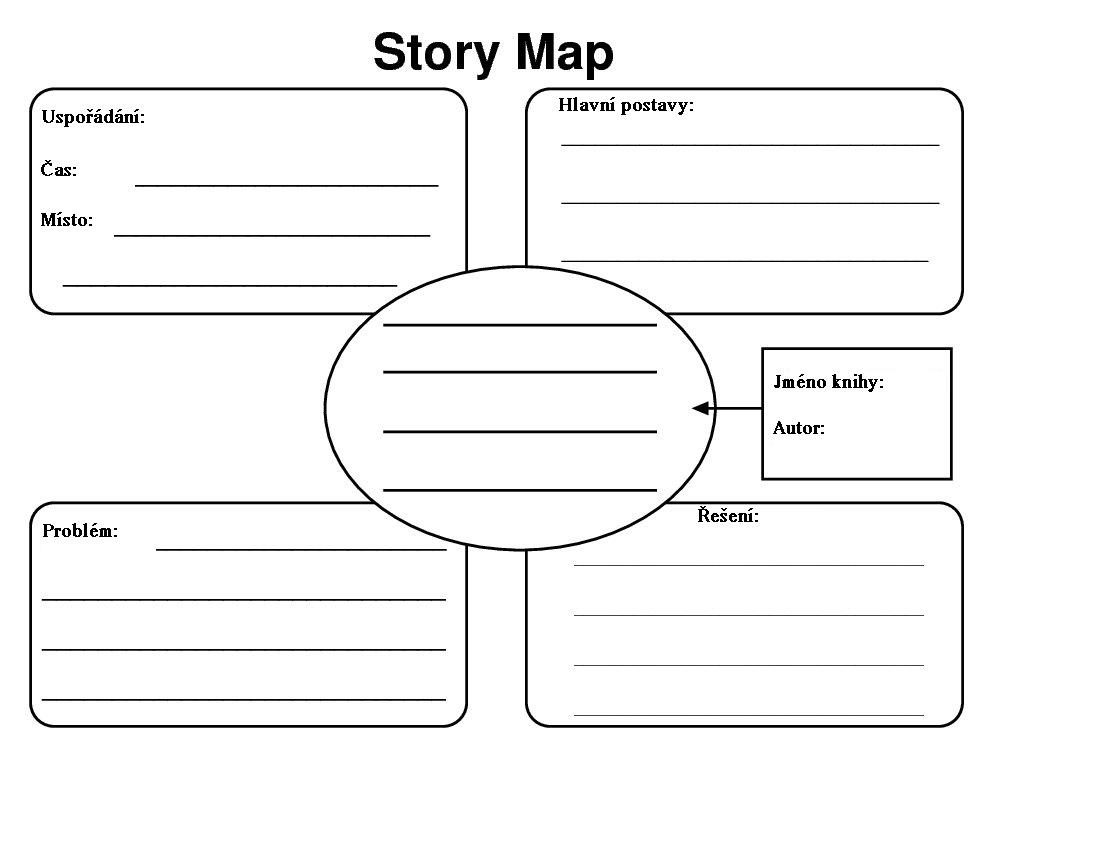 Story Map
Uspořádání:
Čas:
Místo:
Hlavní postavy:
Jméno knihy:
Autor:
Problém:
Řešení: